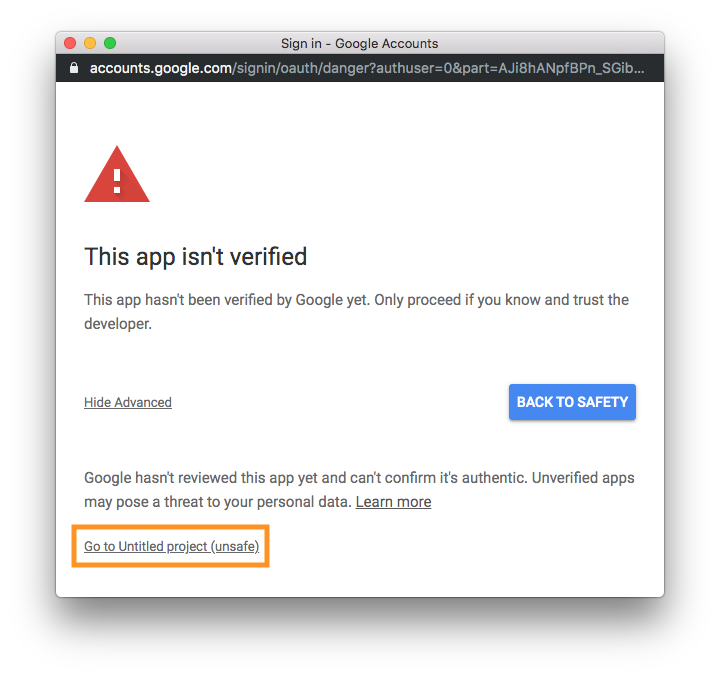 Sign in - Google Accounts
accounts.google.com/signin/oauth/danger?authuser=0&part=AJi8hANpfBPn_SGib...
This app isn't verified
This app hasn't been verified by Google yet. Only proceed if you know and trust the
developer.
Hide Advanced
BACK TO SAFETY
Google hasn't reviewed this app yet and can't confirm it's authentic. Unverified apps
may pose a threat to your personal data. Learn more
Go to Untitled project (unsafe)